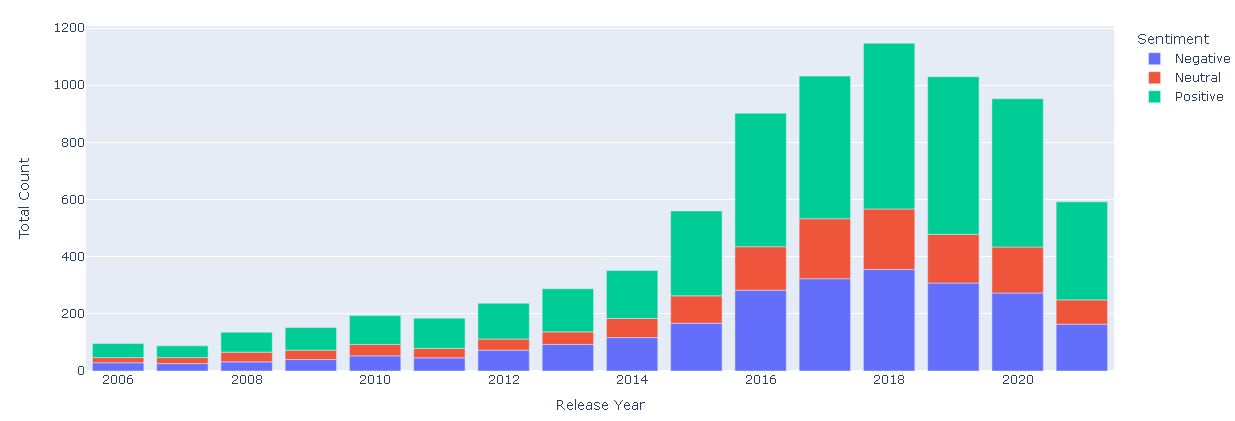 1200
1000
800
600
400
200
0
Total Count
2006 2008 2010 2012 2014 2016 2018 2020
Release Year
Sentiment
Negative
Neutral
Positive